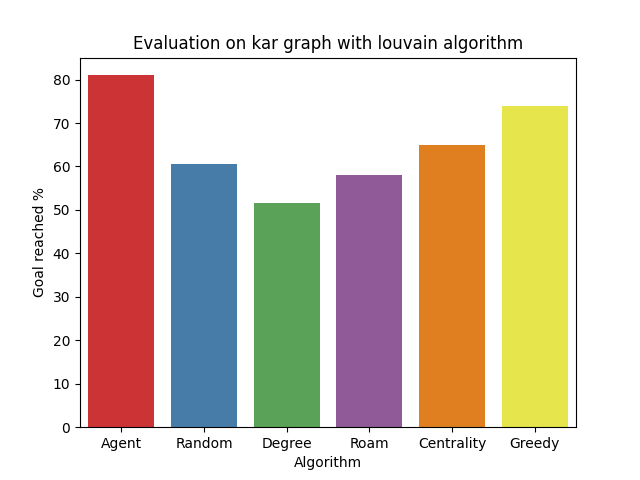 Evaluation on kar graph with louvain algorithm
Goal reached %
80
70
60
50
40
30
20
10
0
Agent Random Degree Roam Centrality Greedy
Algorithm